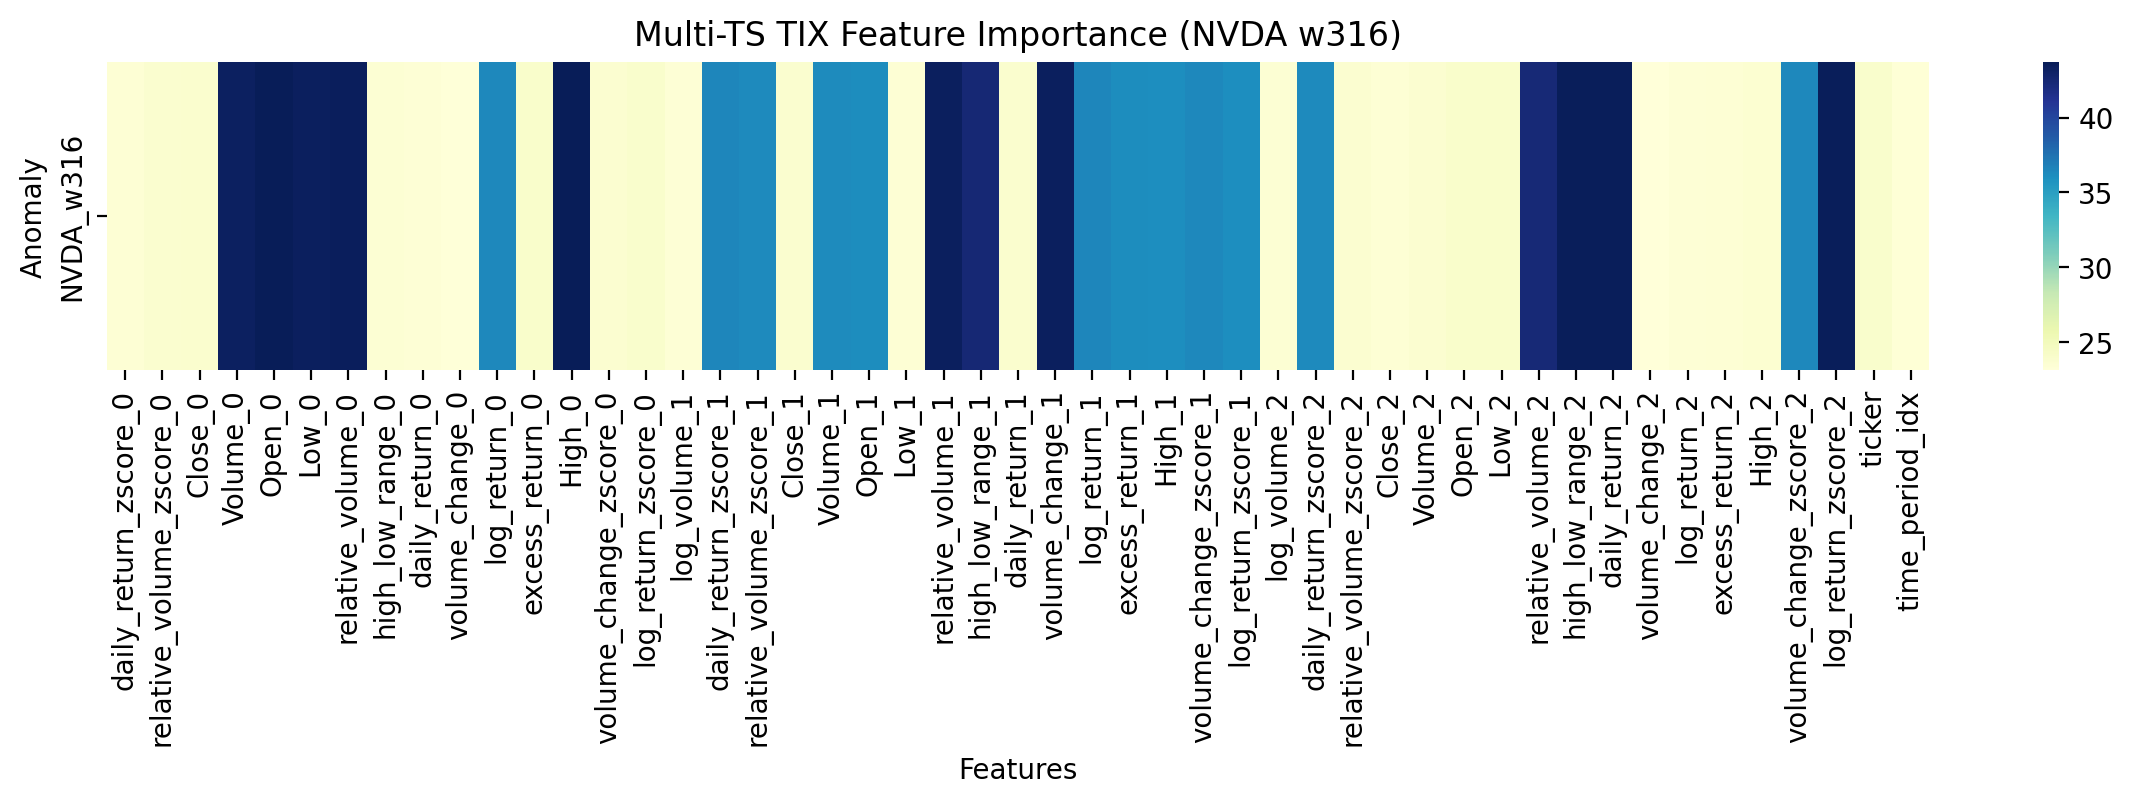 Multi-TS TIX Feature Importance (NVDA w316)
Anomaly
NVDA_w316
40
35
30
25
daily_return_zscore_0
relative_volume_zscore_0
Close_0
Volume_0
Open_0
Low_0
relative_volume_0
high_low_range_0
daily_return_0
volume_change_0
log_return_0
excess_return_0
High_0
volume_change_zscore_0
log_return_zscore_0
log_volume_1
daily_return_zscore_1
relative_volume_zscore_1
Close_1
Volume_1
Open_1
Low_1
relative_volume_1
high_low_range_1
daily_return_1
volume_change_1
log_return_1
excess_return_1
High_1
volume_change_zscore_1
log_return_zscore_1
log_volume_2
daily_return_zscore_2
relative_volume_zscore_2
Close_2
Volume_2
Open_2
Low_2
relative_volume_2
high_low_range_2
daily_return_2
volume_change_2
log_return_2
excess_return_2
High_2
volume_change_zscore_2
log_return_zscore_2
ticker
time_period_idx
Features